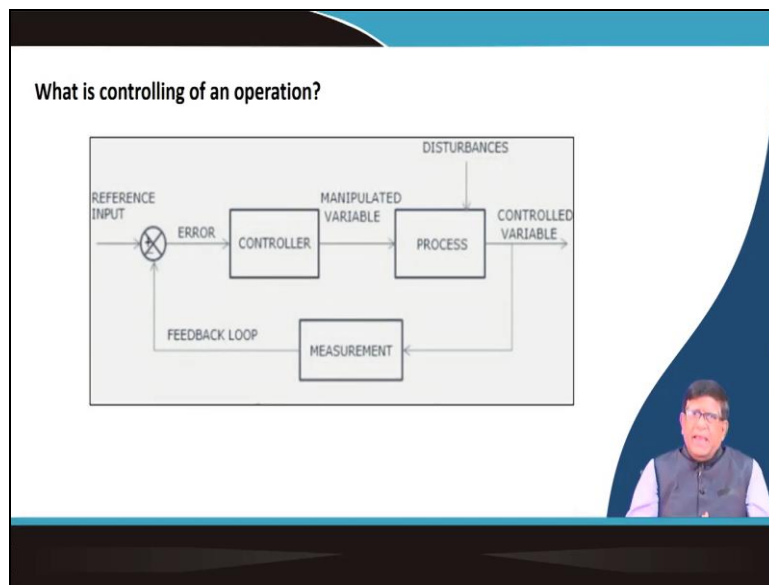 What is controlling of an operation?
DISTURBANCES
REFERENCE
INPUT
ERROR
CONTROLLER
MANIPULATED
VARIABLE
PROCESS
CONTROLLED
VARIABLE
FEEDBACK LOOP
MEASUREMENT